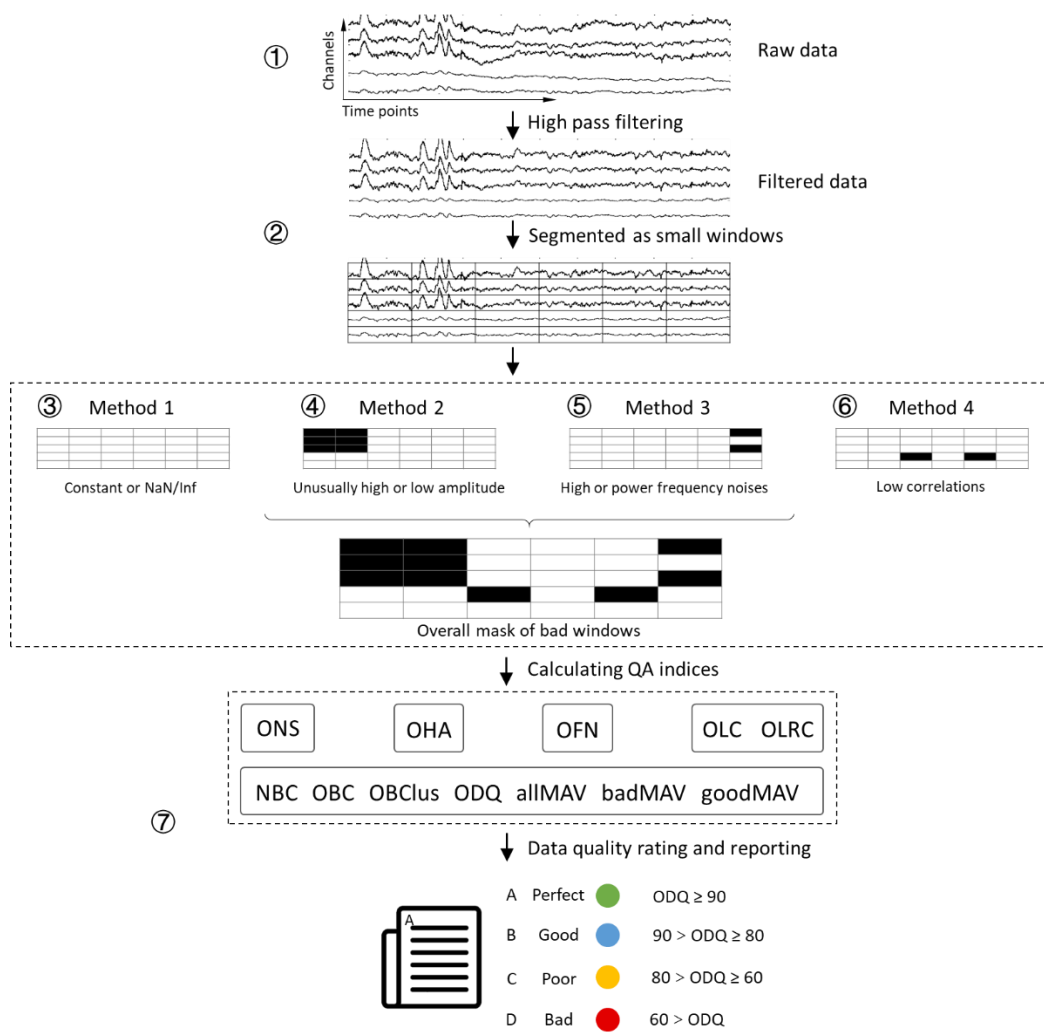 ①
Channels
Raw data
Time points
High pass filtering
Filtered data
②
Segmented as small windows
③ Method 1
④ Method 2
⑤ Method 3
⑥ Method 4
Constant or NaN/Inf
Unusually high or low amplitude
High or power frequency noises
Low correlations
Overall mask of bad windows
Calculating QA indices
ONS
OHA
OFN
OLC OLRC
NBC OBC OBClus ODQ allMAV badMAV goodMAV
⑦
Data quality rating and reporting
A
A Perfect ODQ ≥ 90
B Good 90 > ODQ ≥ 80
C Poor 80 > ODQ ≥ 60
D Bad 60 > ODQ